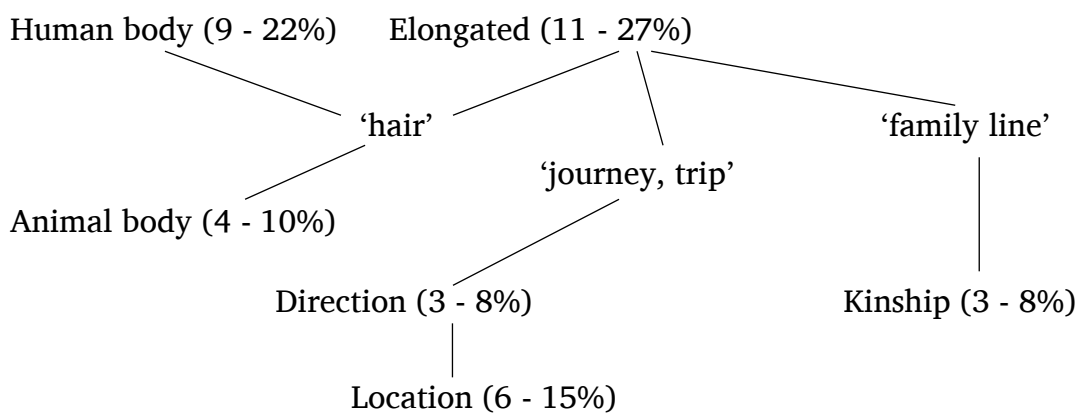 Human body (9 - 22%) Elongated (11 - 27%)
‘hair’ ‘family line’
‘journey, trip’
Animal body (4 - 10%)
Direction (3 - 8%) Kinship (3 - 8%)
Location (6 - 15%)